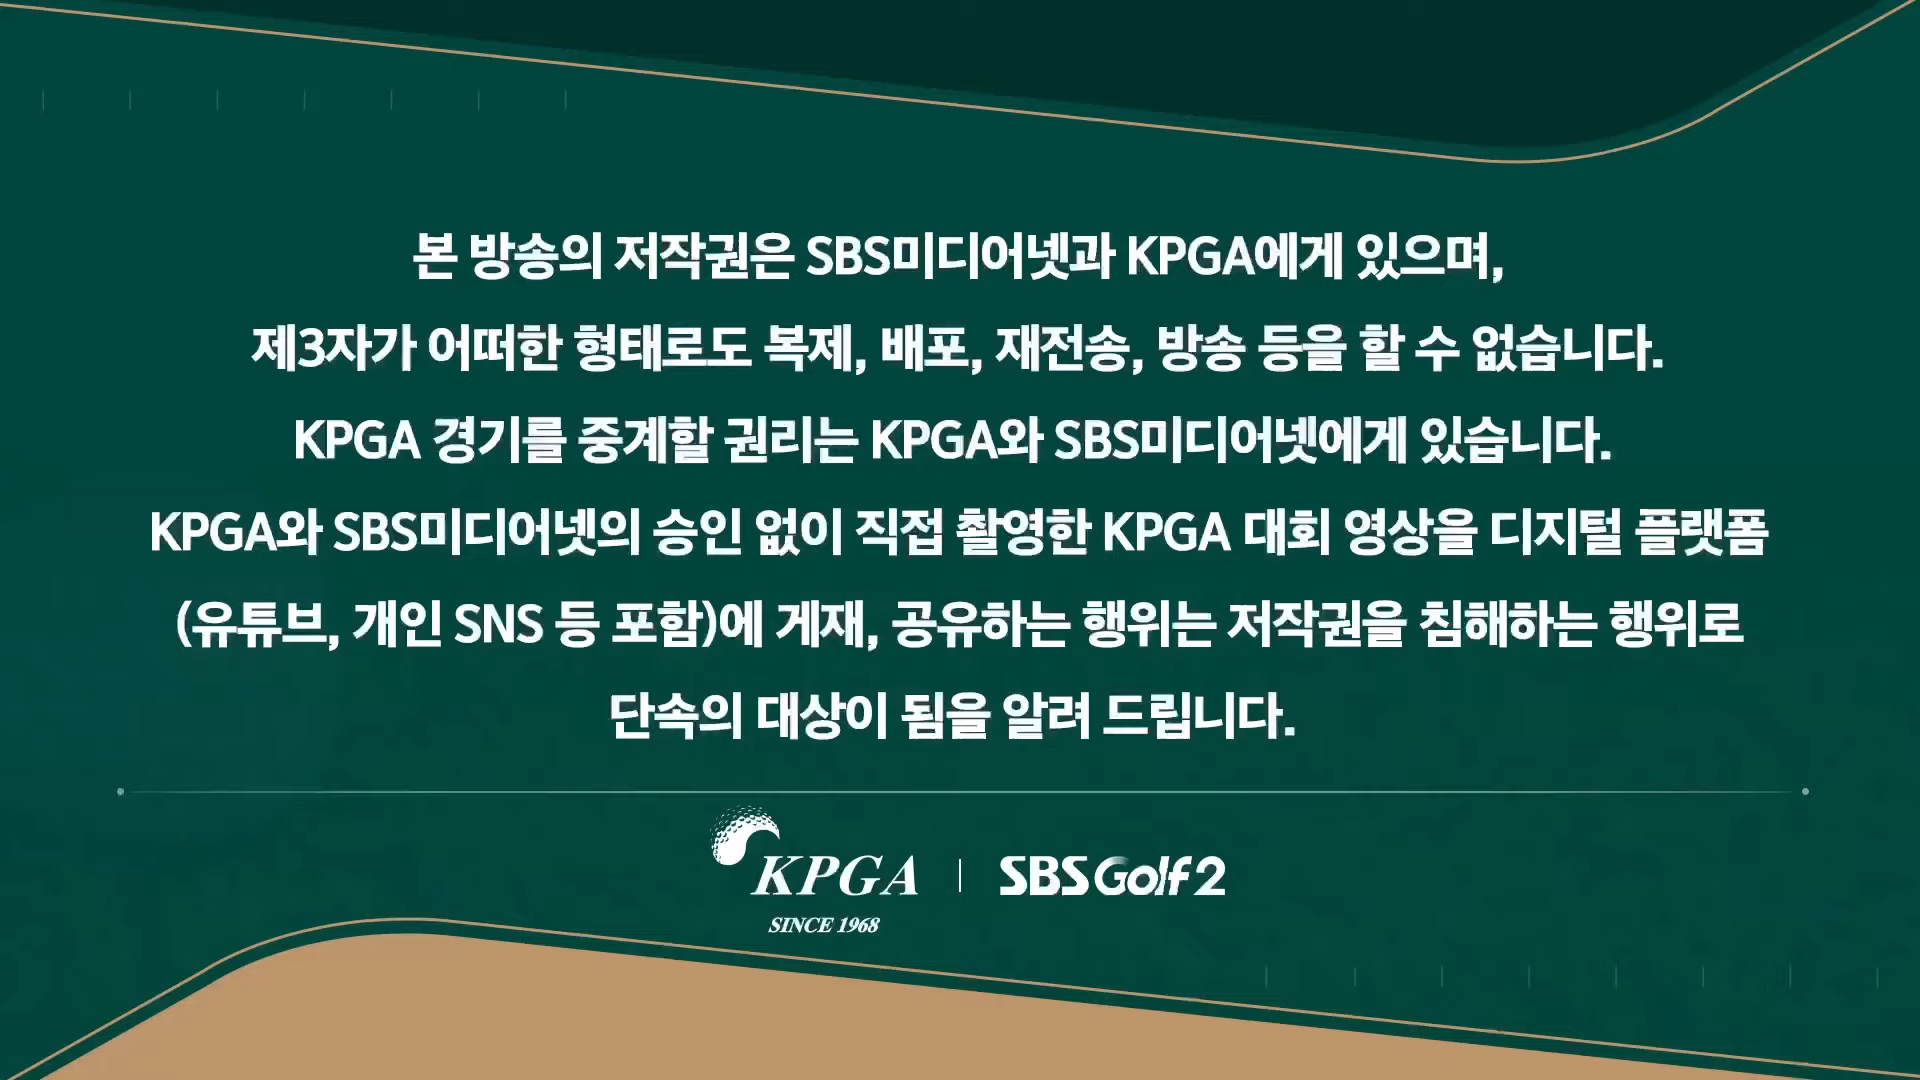 본 방송의 저작권은 SBS미디어넷과 KPGA에게 있으며,
제3자가 어떠한 형태로도 복제, 배포, 재전송, 방송 등을 할 수 없습니다.
KPGA 경기를 중계할 권리는 KPGA와 SBS미디어넷에게 있습니다.
KPGA와 SBS미디어넷의 승인 없이 직접 촬영한 KPGA 대회 영상을 디지털 플랫폼
(유튜브, 개인 SNS 등 포함)에 게재, 공유하는 행위는 저작권을 침해하는 행위로
단속의 대상이 됨을 알려 드립니다.
KPGA | SBS Golf 2
SINCE 1968